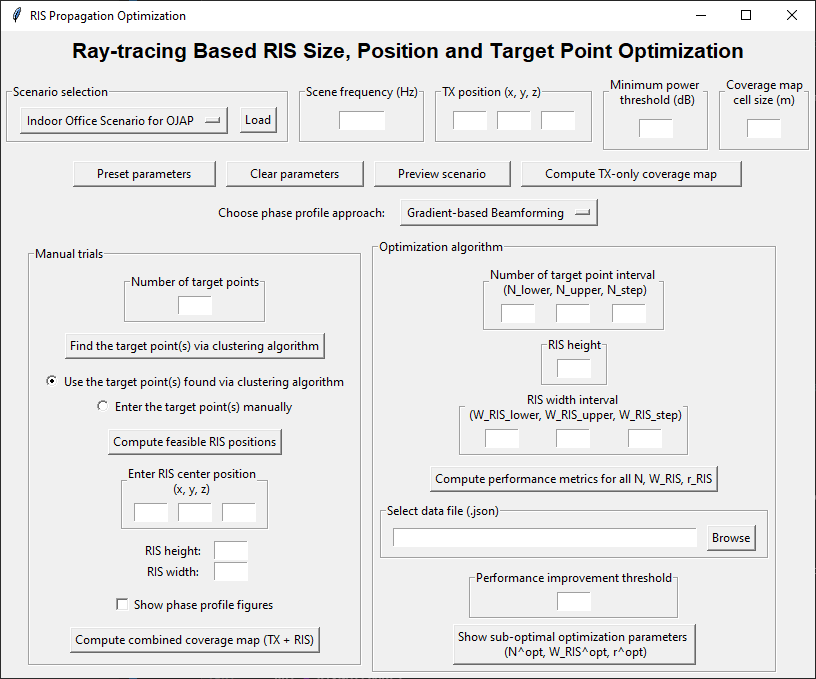 RIS Propagation Optimization
Ray-tracing Based RIS Size, Position and Target Point Optimization
Scenario selection
Indoor Office Scenario for OJAP
Load
Scene frequency (Hz)
TX position (x, y, z)
Minimum power
threshold (dB)
Coverage map
cell size (m)
Preset parameters
Clear parameters
Preview scenario
Compute TX-only coverage map
Choose phase profile approach:
Gradient-based Beamforming
Manual trials
Number of target points
Find the target point(s) via clustering algorithm
Use the target point(s) found via clustering algorithm
Enter the target point(s) manually
Compute feasible RIS positions
Enter RIS center position
(x, y, z)
RIS height:
RIS width:
Show phase profile figures
Compute combined coverage map (TX + RIS)
Optimization algorithm
Number of target point interval
(N_lower, N_upper, N_step)
RIS height
RIS width interval
(W_RIS_lower, W_RIS_upper, W_RIS_step)
Compute performance metrics for all N, W_RIS, r_RIS
Select data file (.json)
Browse
Performance improvement threshold
Show sub-optimal optimization parameters
(N^opt, W_RIS^opt, r^opt)